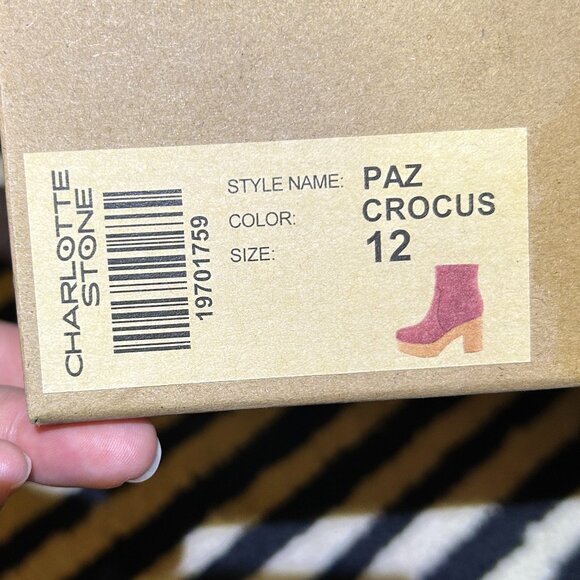 CHARLOTTE
STONE
19701759
STYLE NAME: PAZ
COLOR: CROCUS
SIZE: 12